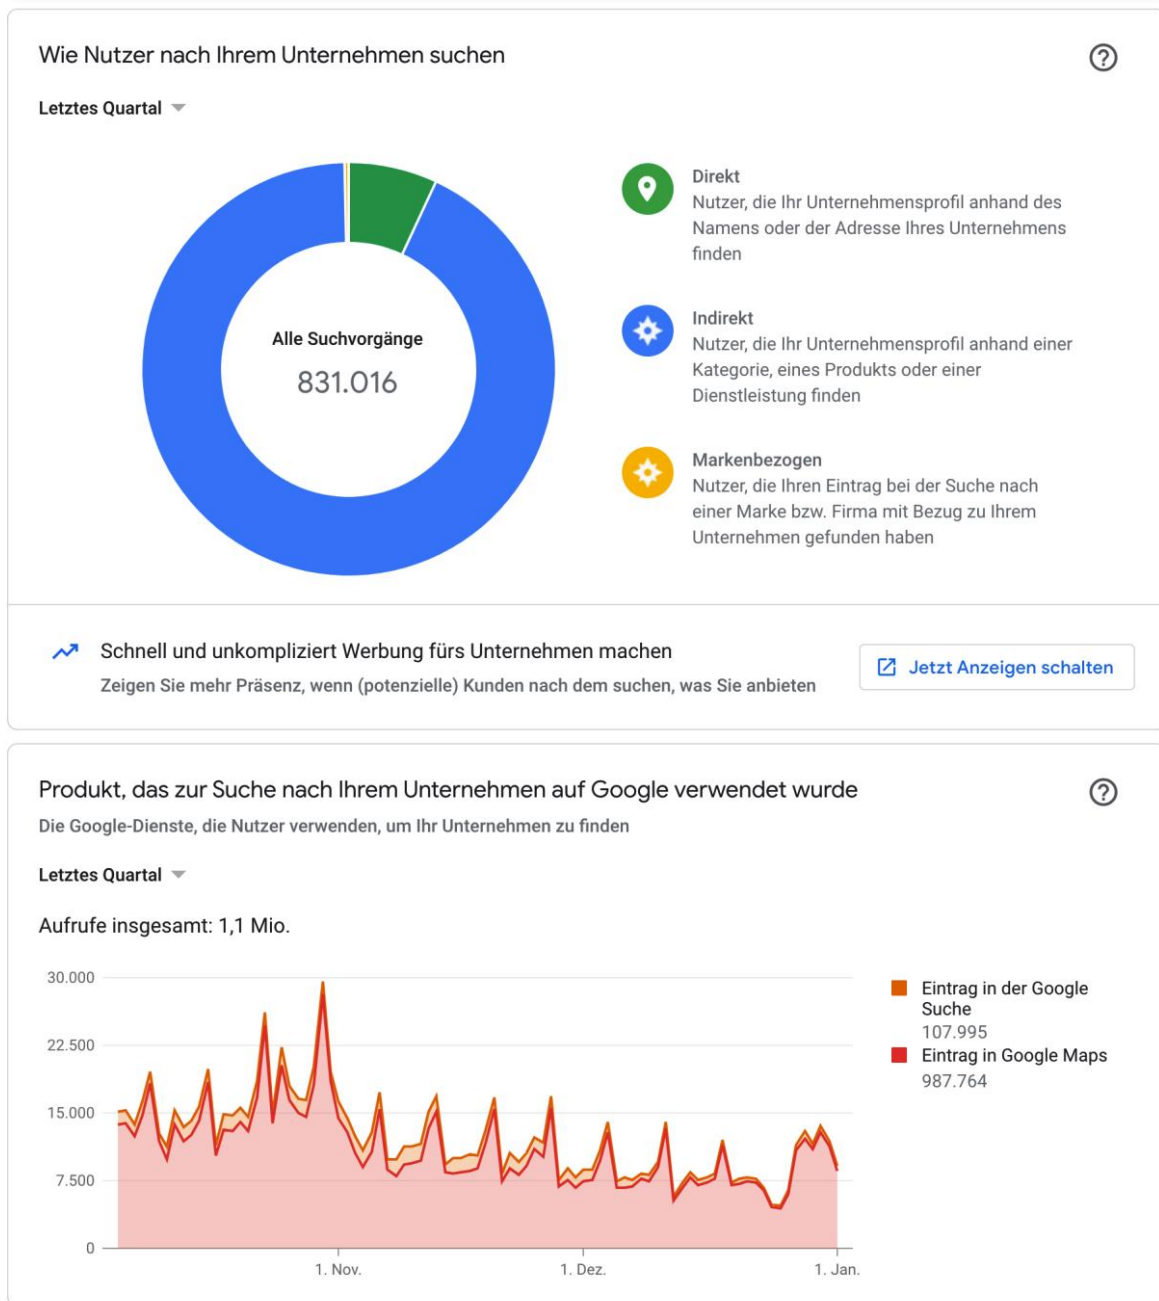 Wie Nutzer nach Ihrem Unternehmen suchen
Letztes Quartal
Alle Suchvorgänge
831.016
Direkt
Nutzer, die Ihr Unternehmensprofil anhand des
Namens oder der Adresse Ihres Unternehmens
finden
Indirekt
Nutzer, die Ihr Unternehmensprofil anhand einer
Kategorie, eines Produkts oder einer
Dienstleistung finden
Markenbezogen
Nutzer, die Ihren Eintrag bei der Suche nach
einer Marke bzw. Firma mit Bezug zu Ihrem
Unternehmen gefunden haben
Schnell und unkompliziert Werbung fürs Unternehmen machen
Zeigen Sie mehr Präsenz, wenn (potenzielle) Kunden nach dem suchen, was Sie anbieten
Jetzt Anzeigen schalten
Produkt, das zur Suche nach Ihrem Unternehmen auf Google verwendet wurde
Die Google-Dienste, die Nutzer verwenden, um Ihr Unternehmen zu finden
Letztes Quartal
Aufrufe insgesamt: 1,1 Mio.
30.000
22.500
15.000
7.500
0
1. Nov.
1. Dez.
1. Jan.
Eintrag in der Google
Suche
107.995
Eintrag in Google Maps
987.764